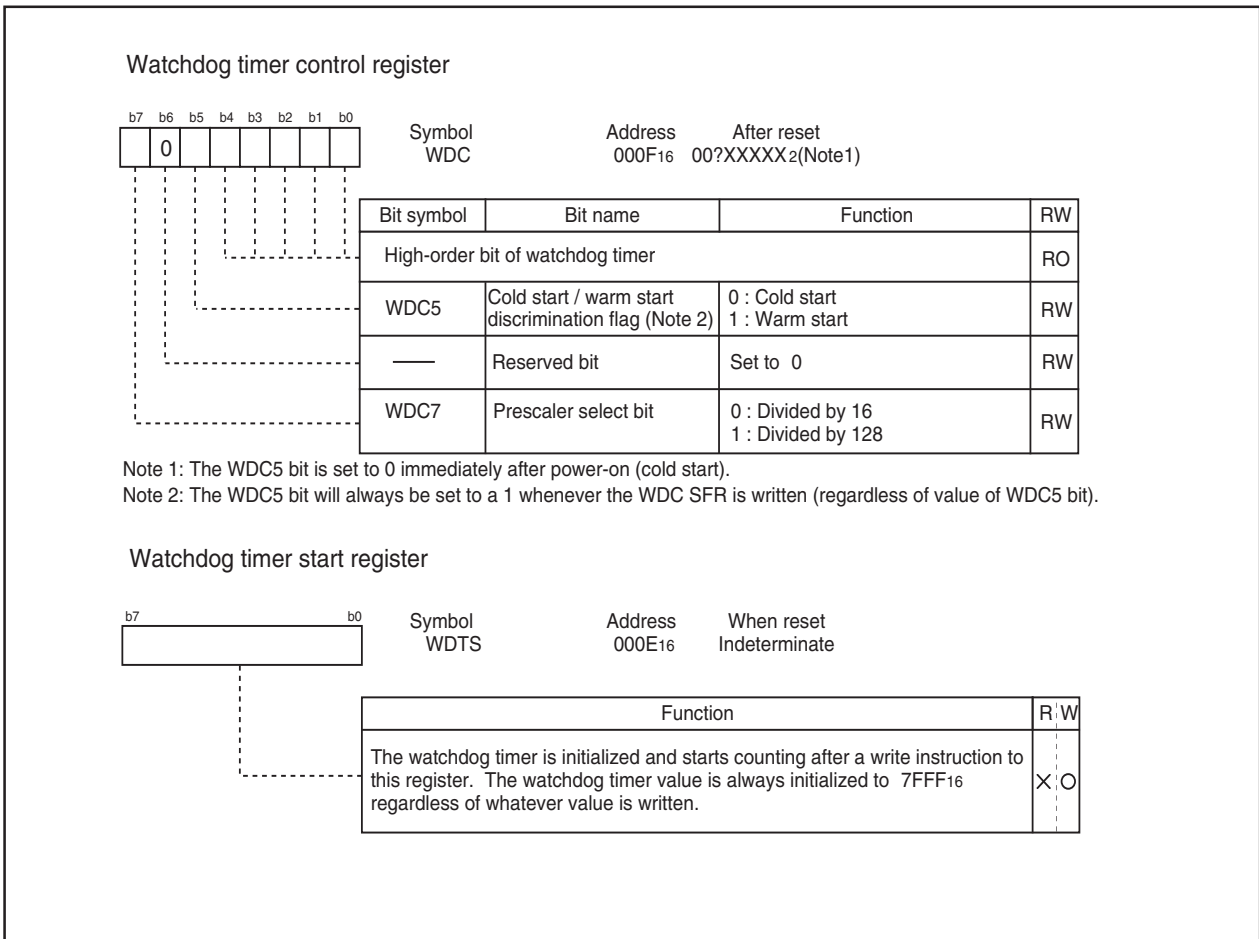 Watchdog timer control register
b7 b6 b5 b4 b3 b2 b1 b0
0
Symbol Address After reset
WDC 000F16 00?XXXXX2(Note1)
Bit symbol Bit name Function RW
High-order bit of watchdog timer RO
WDC5 Cold start / warm start discrimination flag (Note 2) 0 : Cold start 1 : Warm start RW
Reserved bit Set to 0 RW
WDC7 Prescaler select bit 0 : Divided by 16 1 : Divided by 128 RW
Note 1: The WDC5 bit is set to 0 immediately after power-on (cold start).
Note 2: The WDC5 bit will always be set to a 1 whenever the WDC SFR is written (regardless of value of WDC5 bit).
Watchdog timer start register
b7 b0
Symbol Address When reset
WDTS 000E16 Indeterminate
Function R W
The watchdog timer is initialized and starts counting after a write instruction to
this register. The watchdog timer value is always initialized to 7FFF16
regardless of whatever value is written.
X O